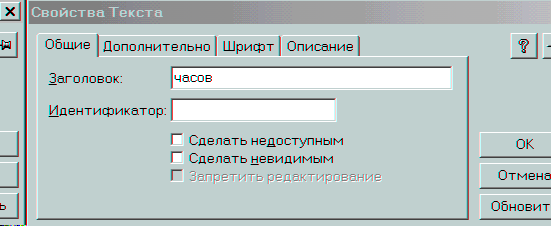 Свойства Текста
Общие Дополнительно Шрифт Описание
Заголовок: часов
Идентификатор:
Сделать недоступным
Сделать невидимым
Запретить редактирование
OK
Отмена
Обновит